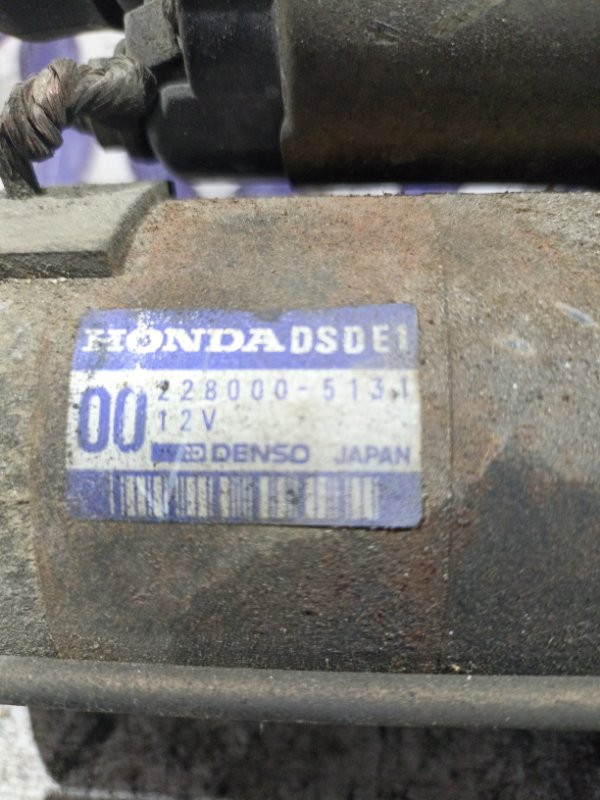 HONDA DSDE1
00 228000-5131
12V
DENSO JAPAN